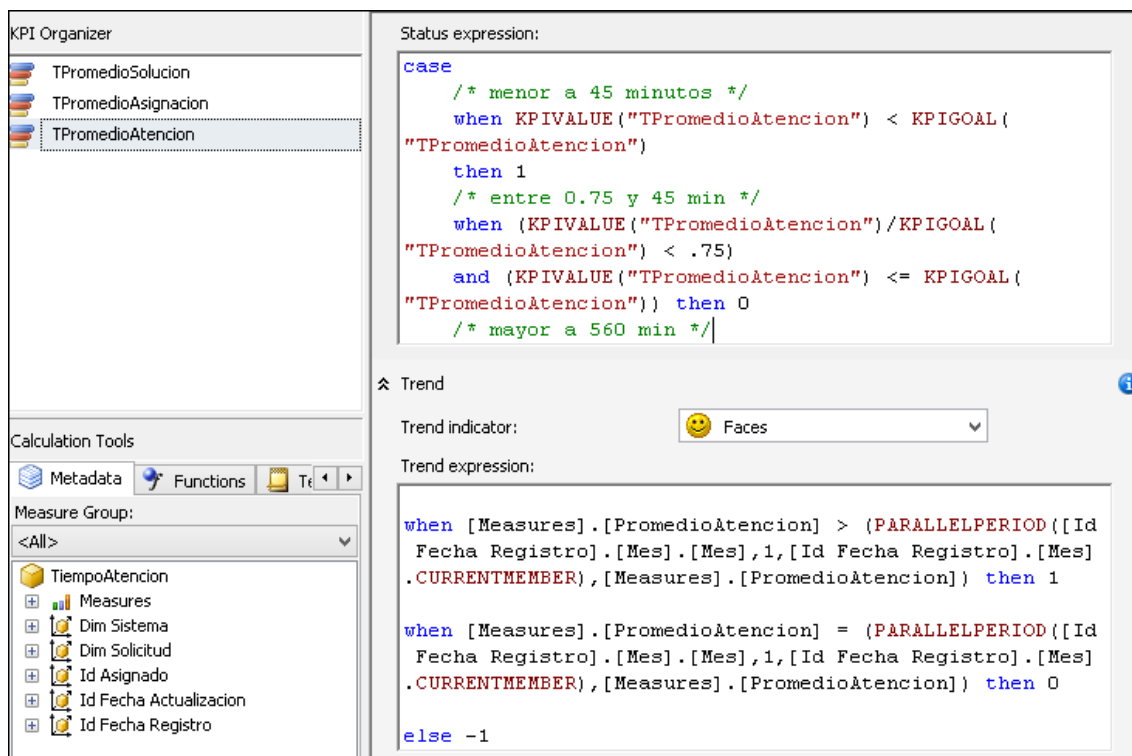 KPI Organizer
TPromedioSolucion
TPromedioAsignacion
TPromedioAtencion
Calculation Tools
Metadata
Functions
Te
Measure Group:
<All>
TiempoAtencion
Measures
Dim Sistema
Dim Solicitud
Id Asignado
Id Fecha Actualizacion
Id Fecha Registro
Status expression:
case
/* menor a 45 minutos */
when KPIVALUE("TPromedioAtencion") < KPIGOAL(
"TPromedioAtencion")
then 1
/* entre 0.75 y 45 min */
when (KPIVALUE("TPromedioAtencion")/KPIGOAL(
"TPromedioAtencion") < .75)
and (KPIVALUE("TPromedioAtencion") <= KPIGOAL(
"TPromedioAtencion")) then 0
/* mayor a 560 min */
Trend
Trend indicator:
Faces
Trend expression:
when [Measures].[PromedioAtencion] > (PARALLELPERIOD([Id
Fecha Registro].[Mes].[Mes],1,[Id Fecha Registro].[Mes]
.CURRENTMEMBER),[Measures].[PromedioAtencion]) then 1
when [Measures].[PromedioAtencion] = (PARALLELPERIOD([Id
Fecha Registro].[Mes].[Mes],1,[Id Fecha Registro].[Mes]
.CURRENTMEMBER),[Measures].[PromedioAtencion]) then 0
else -1